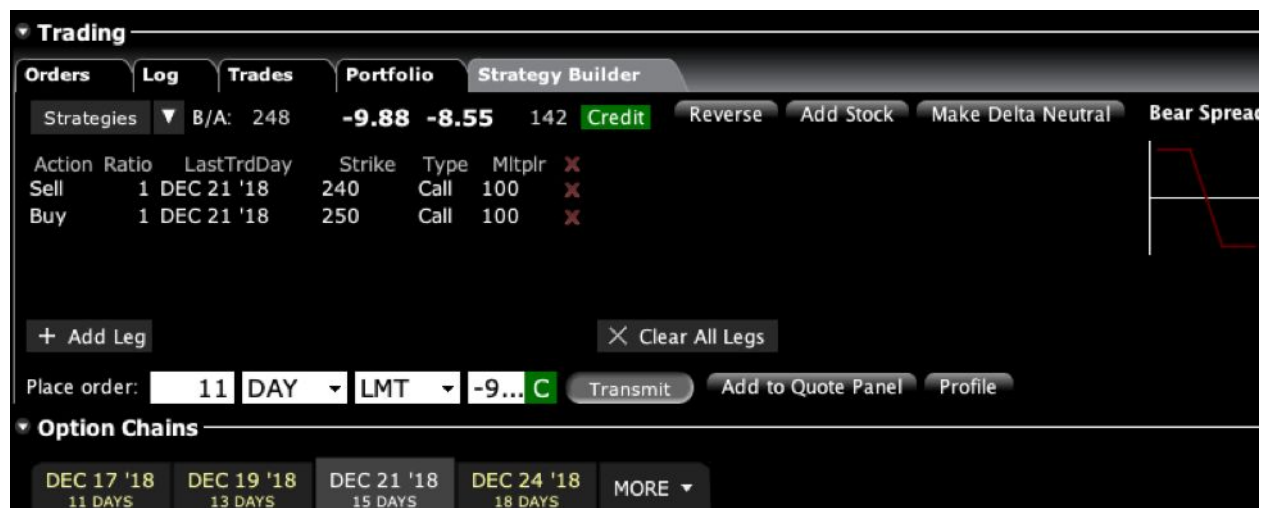 Trading
Orders Log Trades Portfolio Strategy Builder
Strategies ▼ B/A: 248 -9.88 -8.55 142 Credit Reverse Add Stock Make Delta Neutral Bear Sprea
Action Ratio LastTrdDay Strike Type Mltplr X
Sell 1 DEC 21 '18 240 Call 100 X
Buy 1 DEC 21 '18 250 Call 100 X
+ Add Leg X Clear All Legs
Place order: 11 DAY LMT -9... C Transmit Add to Quote Panel Profile
Option Chains
DEC 17 '18 DEC 19 '18 DEC 21 '18 DEC 24 '18 MORE ▼
11 DAYS 13 DAYS 15 DAYS 18 DAYS